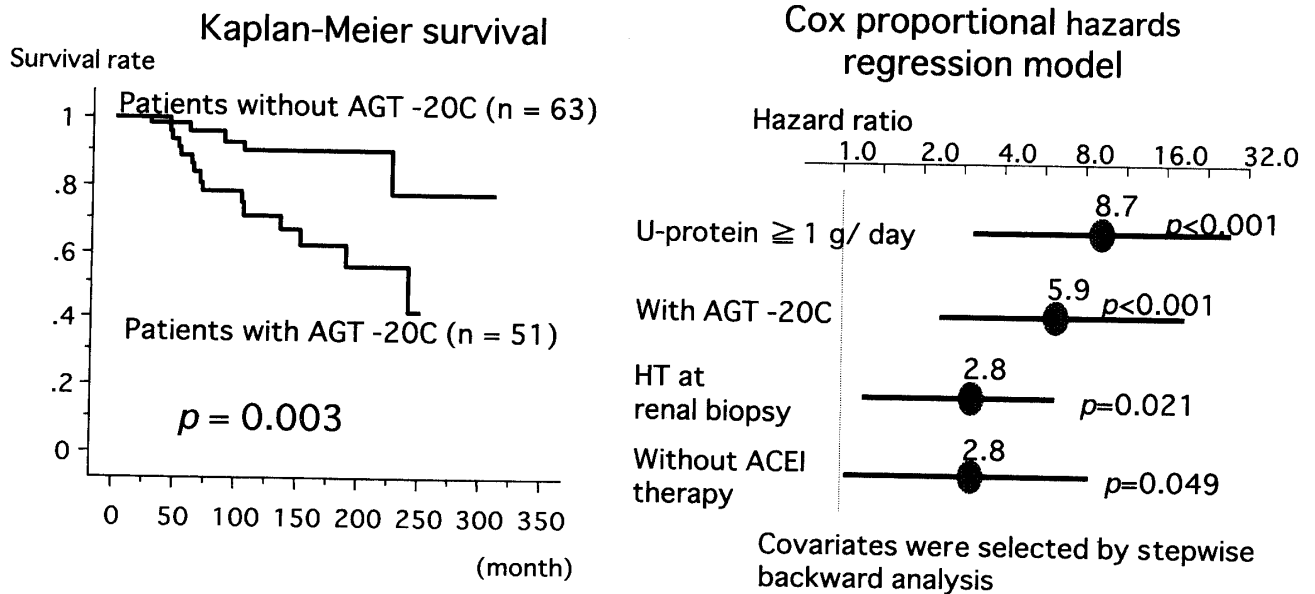 Kaplan-Meier survival
Survival rate
Patients without AGT -20C (n = 63)
1
.8
.6
.4
.2
0
Patients with AGT -20C (n = 51)
p = 0.003
0 50 100 150 200 250 300 350
(month)
Cox proportional hazards
regression model
Hazard ratio
1.0 2.0 4.0 8.0 16.0 32.0
U-protein ≧ 1 g/ day
8.7
p<0.001
With AGT -20C
5.9
p<0.001
HT at
renal biopsy
2.8
p=0.021
Without ACEI
therapy
2.8
p=0.049
Covariates were selected by stepwise
backward analysis